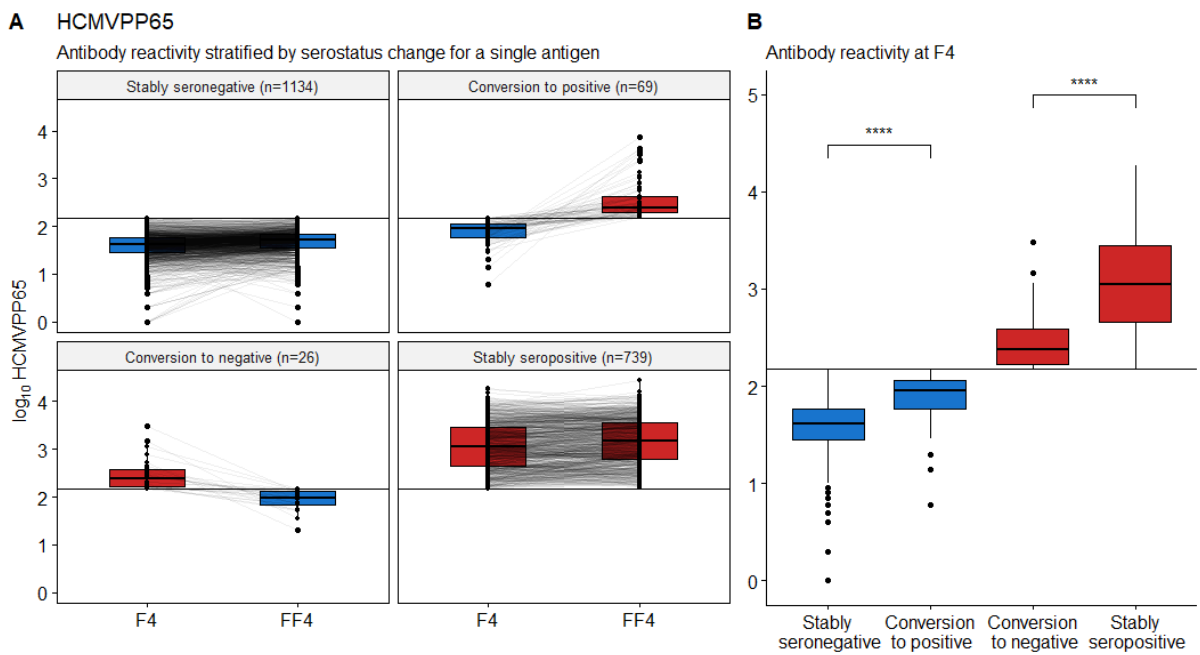 A HCMVPP65
Antibody reactivity stratified by serostatus change for a single antigen
Stably seronegative (n=1134)
Conversion to positive (n=69)
4
3
2
1
0
Conversion to negative (n=26)
Stably seropositive (n=739)
4
3
2
1
0
log10 HCMVPP65
F4 FF4 F4 FF4
B
Antibody reactivity at F4
5
4
3
2
1
0
****
****
Stably
seronegative
Conversion
to positive
Conversion
to negative
Stably
seropositive